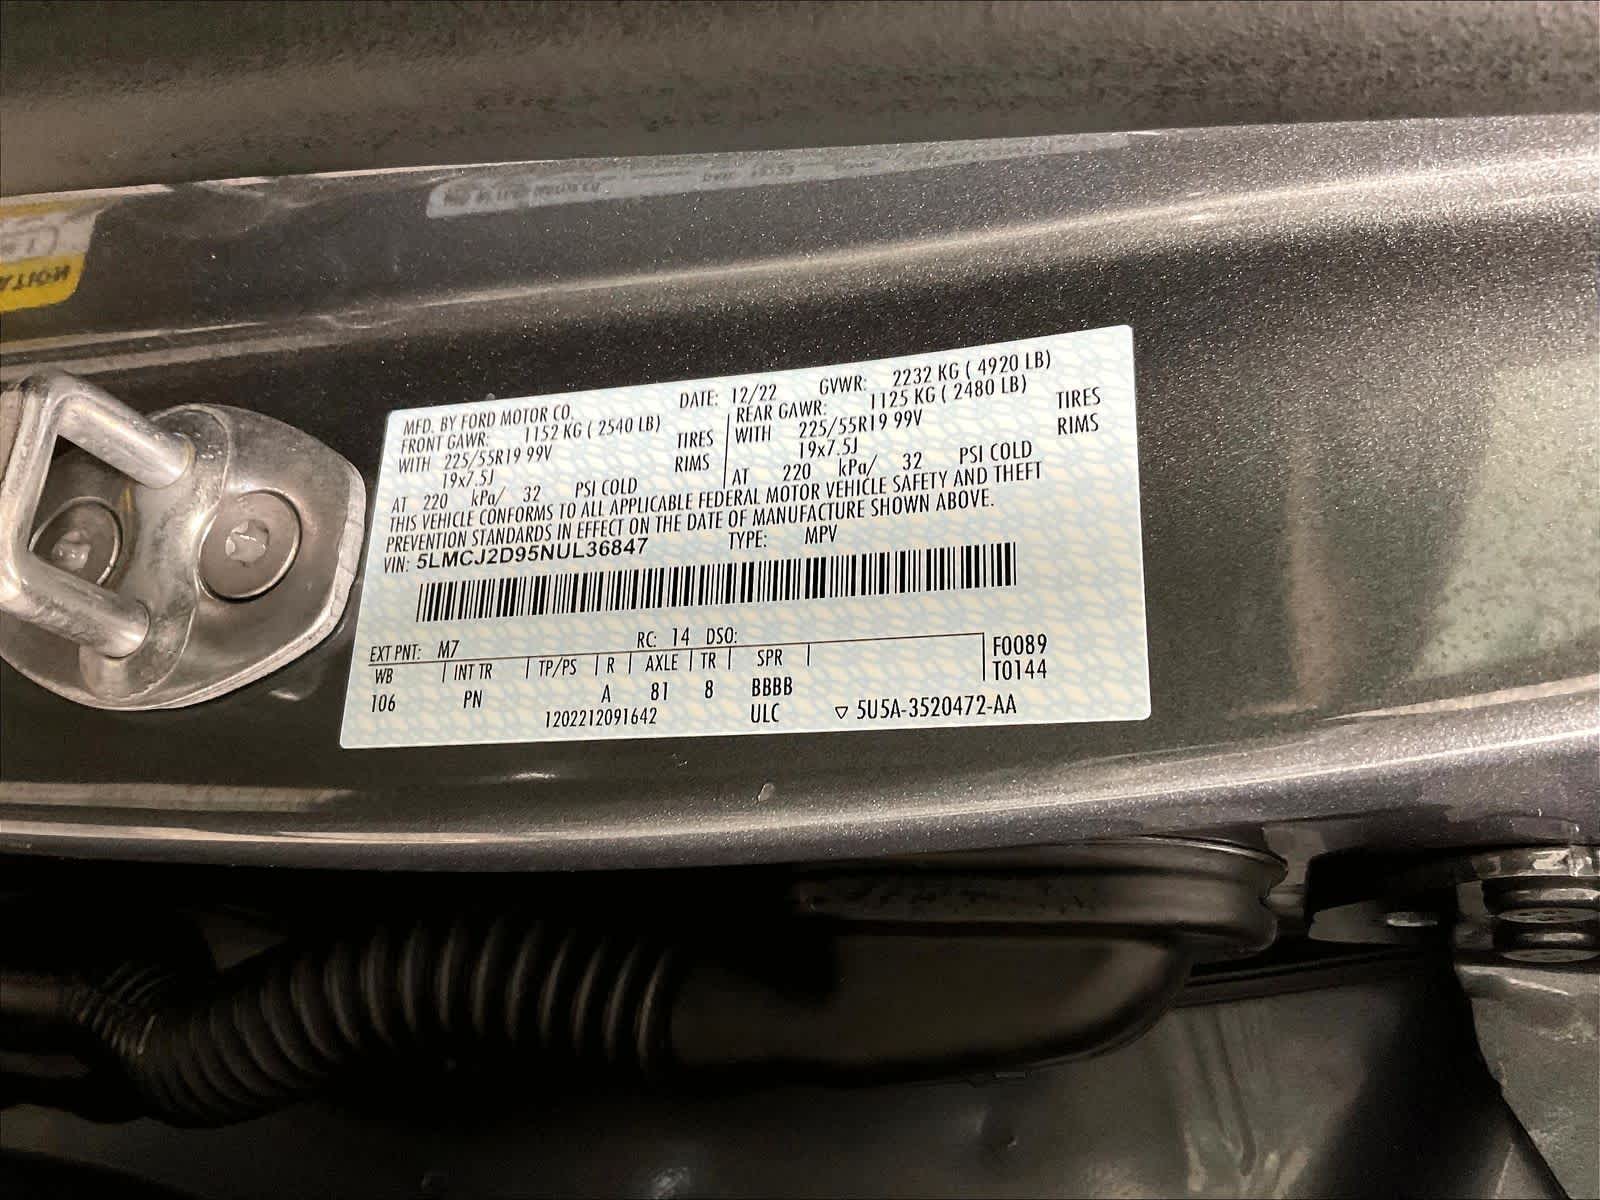 MFD. BY FORD MOTOR CO. DATE: 12/22 GVWR: 2232 KG ( 4920 LB)
FRONT GAWR: 1152 KG ( 2540 LB) REAR GAWR: 1125 KG ( 2480 LB)
WITH 225/55R19 99V TIRES WITH 225/55R19 99V TIRES
19x7.5J RIMS 19x7.5J RIMS
AT 220 kPa/ 32 PSI COLD AT 220 kPa/ 32 PSI COLD
THIS VEHICLE CONFORMS TO ALL APPLICABLE FEDERAL MOTOR VEHICLE SAFETY AND THEFT
PREVENTION STANDARDS IN EFFECT ON THE DATE OF MANUFACTURE SHOWN ABOVE.
VIN: 5LMCJ2D95NUL36847 TYPE: MPV
EXT PNT: M7 RC: 14 DSO: F0089
WB INT TR TP/PS R AXLE TR SPR T0144
106 PN A 81 8 BBBB
1202212091642 ULC ▽ 5U5A-3520472-AA